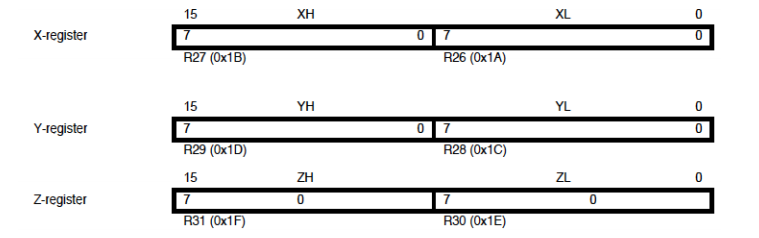 15 XH XL 0
X-register 7 0 7 0
R27 (0x1B) R26 (0x1A)
15 YH YL 0
Y-register 7 0 7 0
R29 (0x1D) R28 (0x1C)
15 ZH ZL 0
Z-register 7 0 7 0
R31 (0x1F) R30 (0x1E)